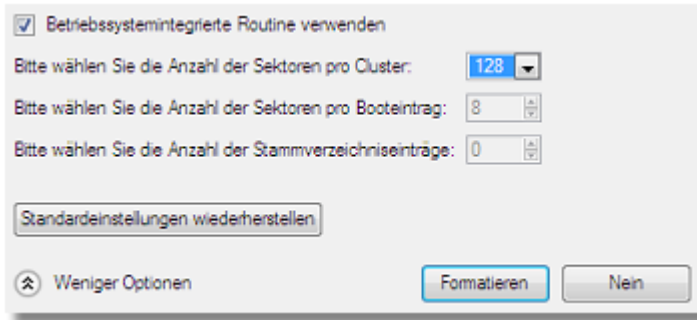 Betriebssystemintegrierte Routine verwenden
Bitte wählen Sie die Anzahl der Sektoren pro Cluster: 128
Bitte wählen Sie die Anzahl der Sektoren pro Booteintrag: 8
Bitte wählen Sie die Anzahl der Stammverzeichniseinträge: 0
Standardeinstellungen wiederherstellen
Weniger Optionen Formatieren Nein